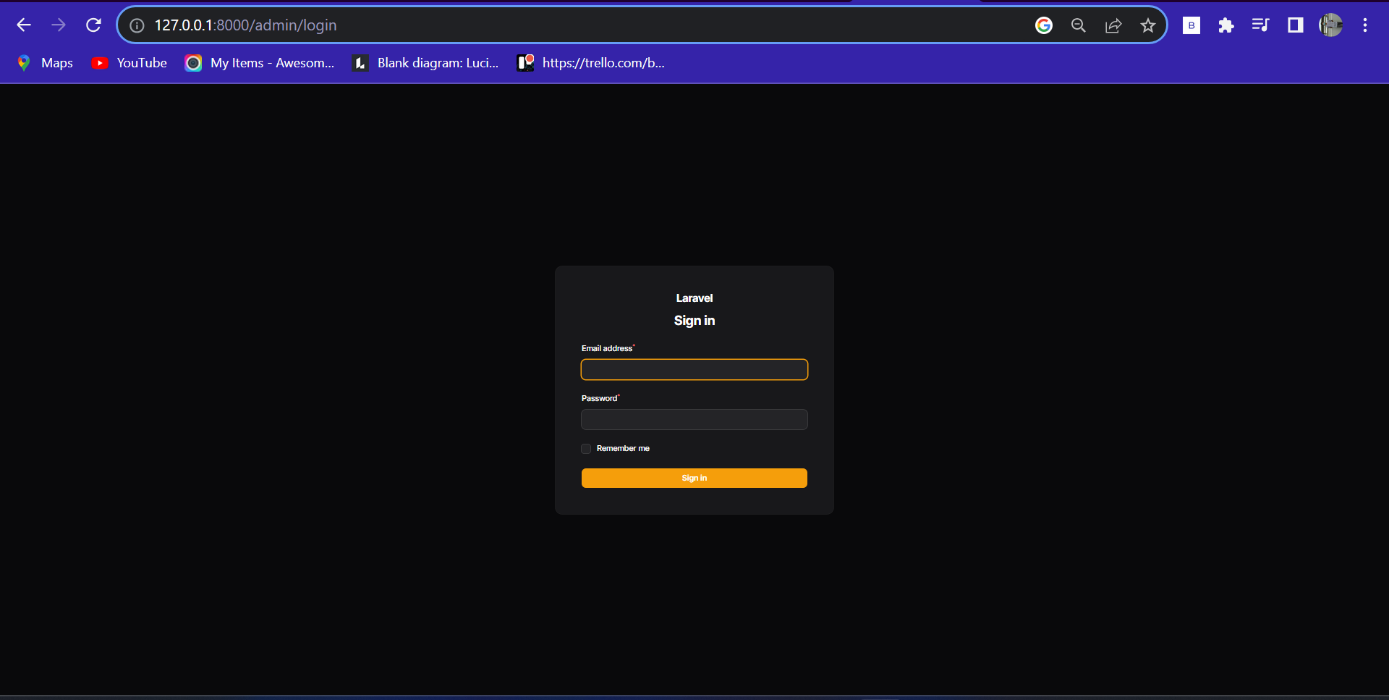 127.0.0.1:8000/admin/login
B
Maps YouTube My Items - Awesom... Blank diagram: Luci... https://trello.com/b...
Laravel
Sign in
Email address*
Password*
Remember me
Sign in